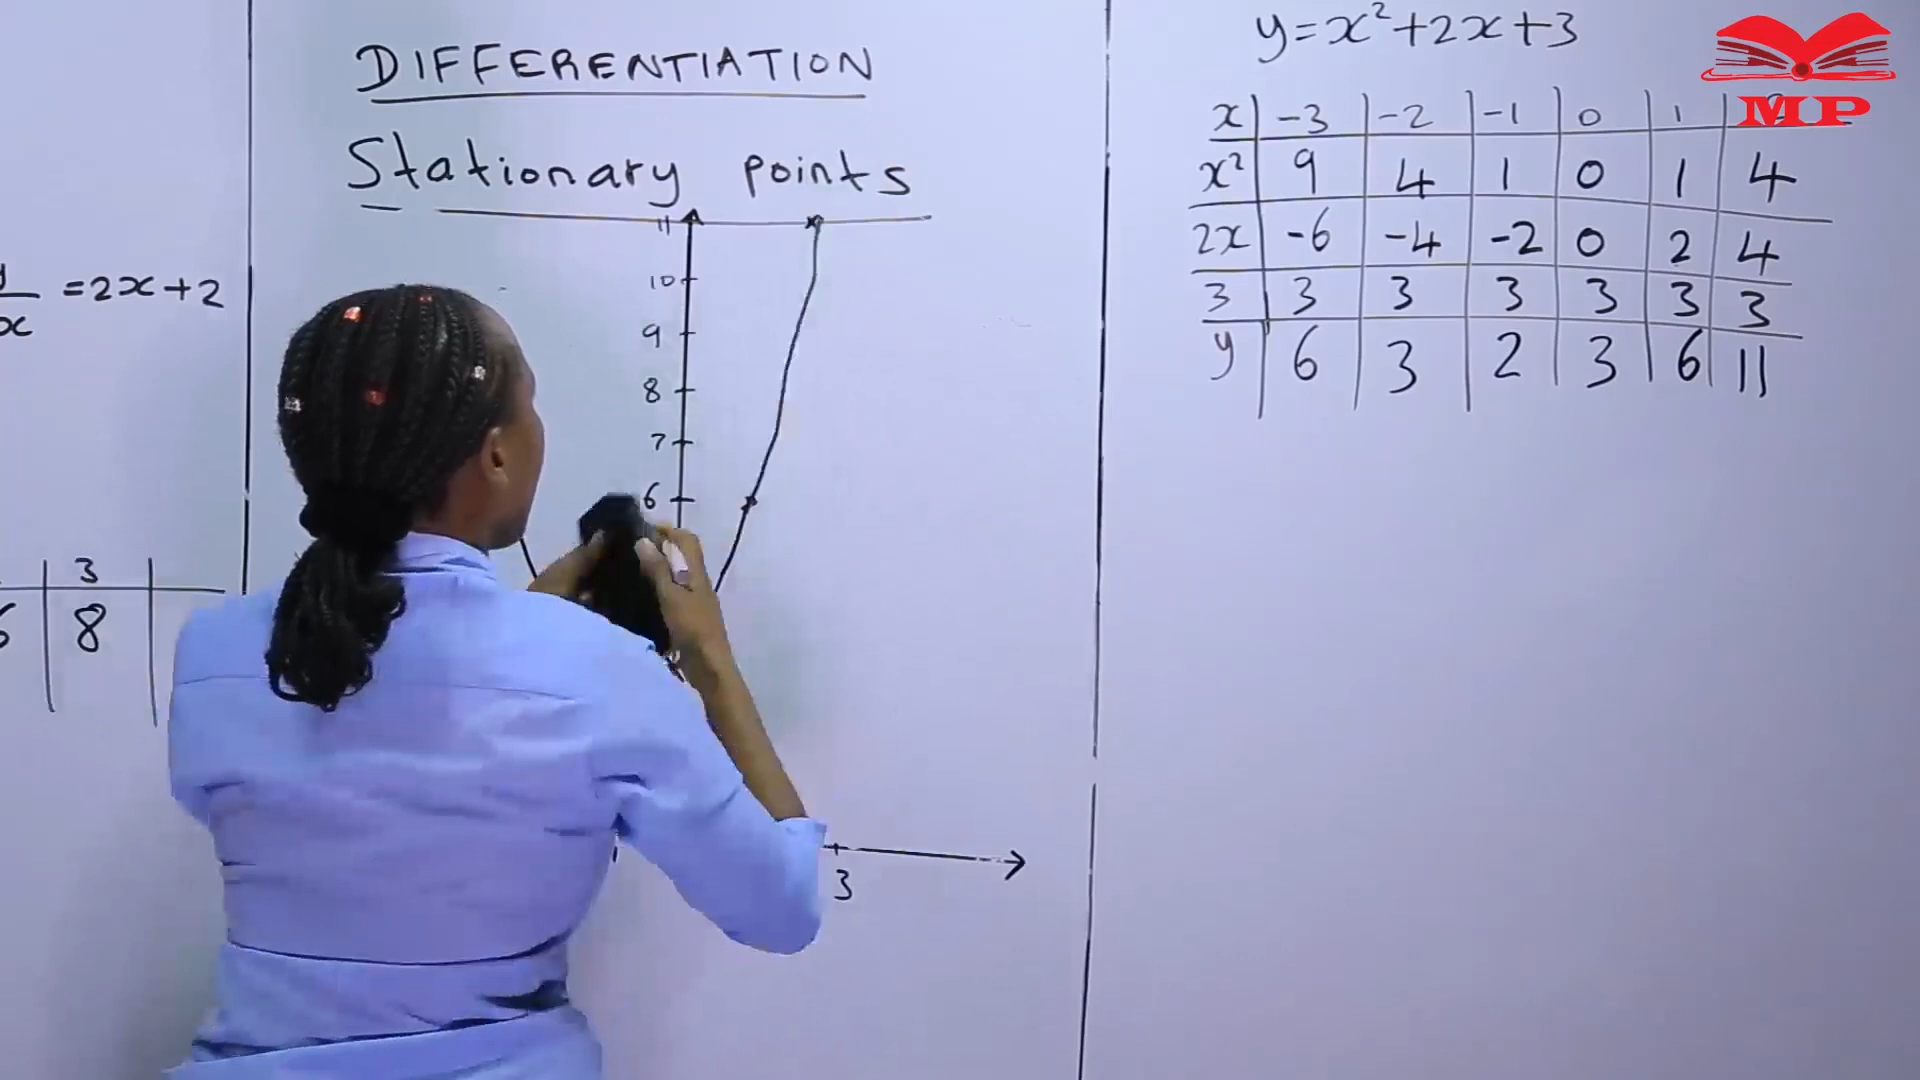 = 2x + 2
x
3
8
DIFFERENTIATION
Stationary points
11
10
9
8
7
6
3
y = x² + 2x + 3
x -3 -2 -1 0 1
x² 9 4 1 0 1 4
2x -6 -4 -2 0 2 4
3 3 3 3 3 3 3
y 6 3 2 3 6 11
MP